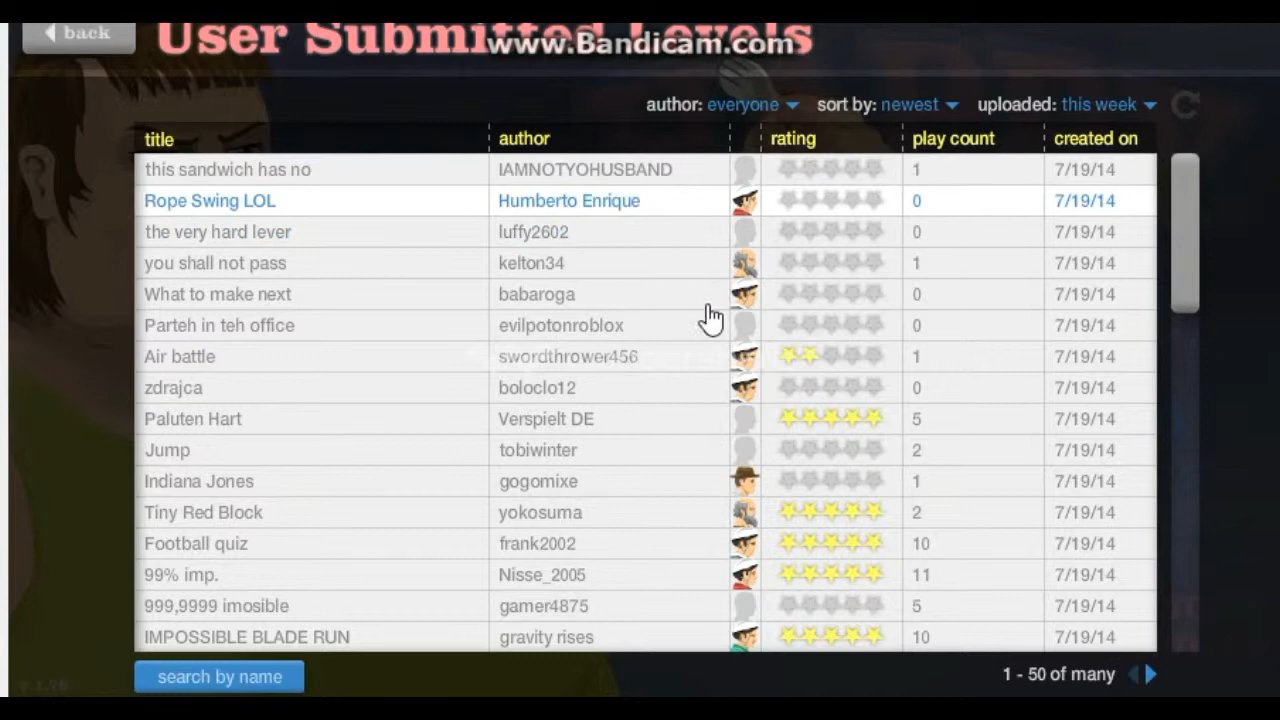 back
User Submitted Levels
www.Bandicam.com
author: everyone sort by: newest uploaded: this week
title author rating play count created on
this sandwich has no IAMNOTYOHUSBAND 1 7/19/14
Rope Swing LOL Humberto Enrique 0 7/19/14
the very hard lever luffy2602 0 7/19/14
you shall not pass kelton34 1 7/19/14
What to make next babaroga 0 7/19/14
Parteh in teh office evilpotonroblox 0 7/19/14
Air battle swordthrower456 1 7/19/14
zdrajca boloclo12 0 7/19/14
Paluten Hart Verspielt DE 5 7/19/14
Jump tobiwinter 2 7/19/14
Indiana Jones gogomixe 1 7/19/14
Tiny Red Block yokosuma 2 7/19/14
Football quiz frank2002 10 7/19/14
99% imp. Nisse_2005 11 7/19/14
999,9999 imosible gamer4875 5 7/19/14
IMPOSSIBLE BLADE RUN gravity rises 10 7/19/14
search by name 1 - 50 of many